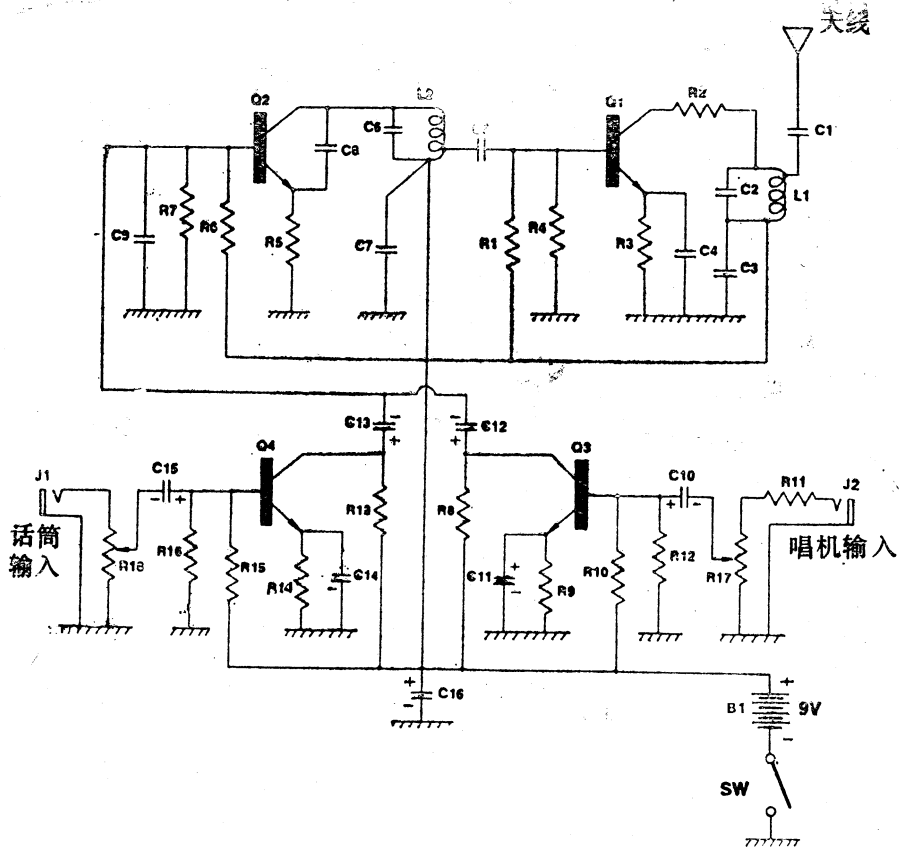 天线
Q2
C6
C8
Q1
R2
C1
C2
L1
R7
R6
C9
R5
C7
R1
R4
R3
C4
C3
C13
-
+
-
+
C12
Q4
Q3
J1
C15
- +
R13
R8
C10
+ -
R11
J2
话筒
输入
R18
R16
R15
R14
C14
-
C11
+
-
R9
R10
R12
R17
唱机输入
+
-
C16
+
B1
9V
-
SW